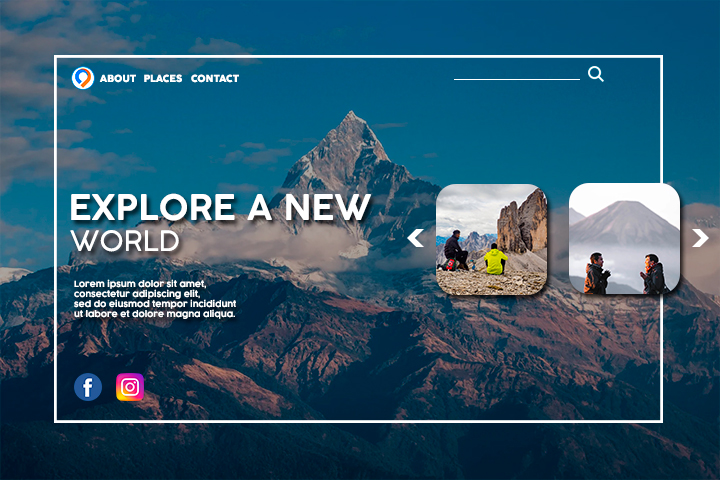 ABOUT PLACES CONTACT
EXPLORE A NEW
WORLD
Lorem ipsum dolor sit amet,
consectetur adipiscing elit,
sed do eiusmod tempor incididunt
ut labore et dolore magna aliqua.